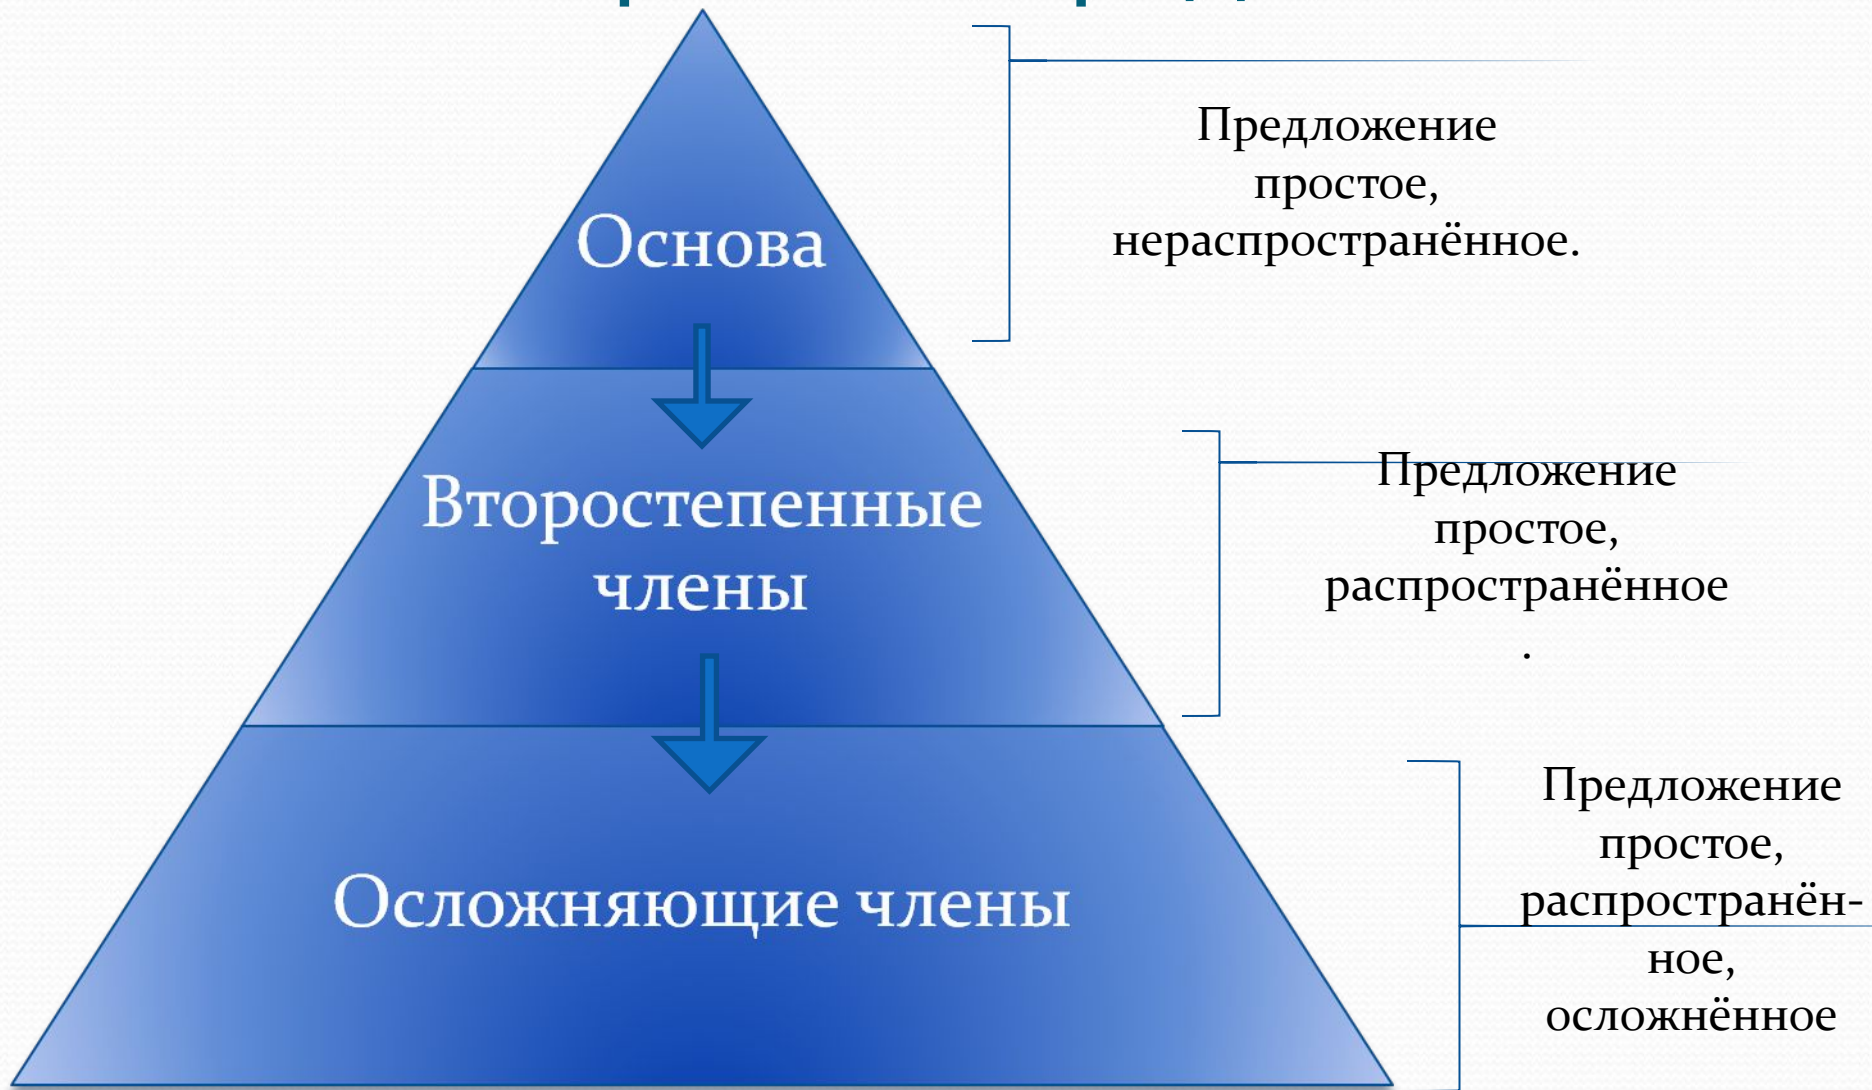 Основа
Предложение
простое,
нераспространённое.
Второстепенные
члены
Предложение
простое,
распространённое
.
Осложняющие члены
Предложение
простое,
распространён-
ное,
осложнённое